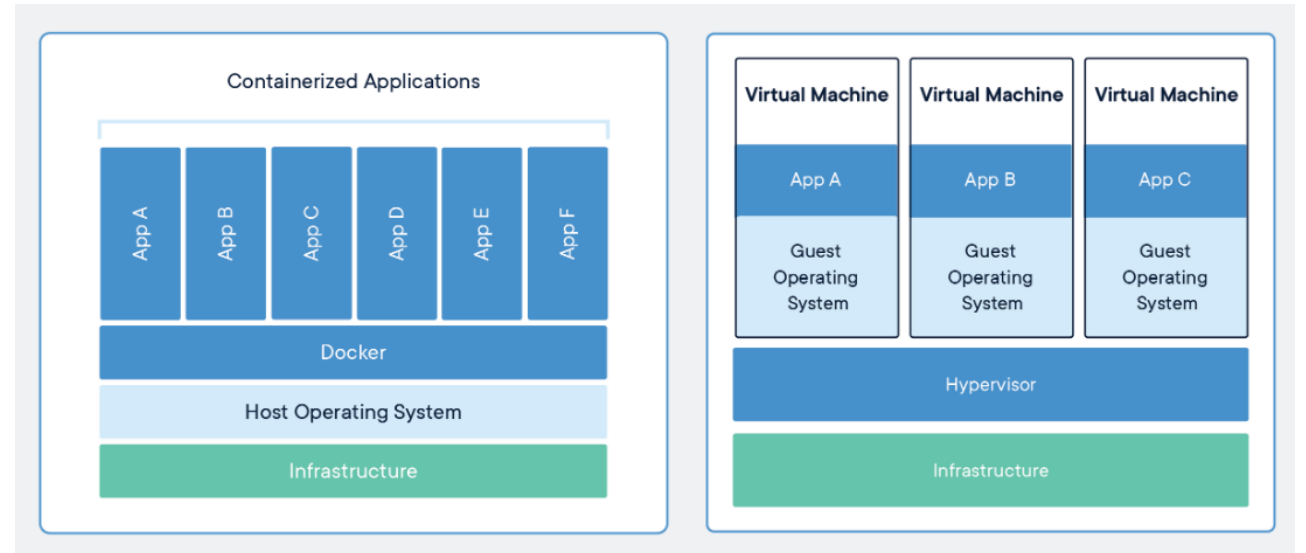 Containerized Applications
App A
App B
App C
App D
App E
App F
Docker
Host Operating System
Infrastructure
Virtual Machine
App A
Guest
Operating
System
Virtual Machine
App B
Guest
Operating
System
Virtual Machine
App C
Guest
Operating
System
Hypervisor
Infrastructure